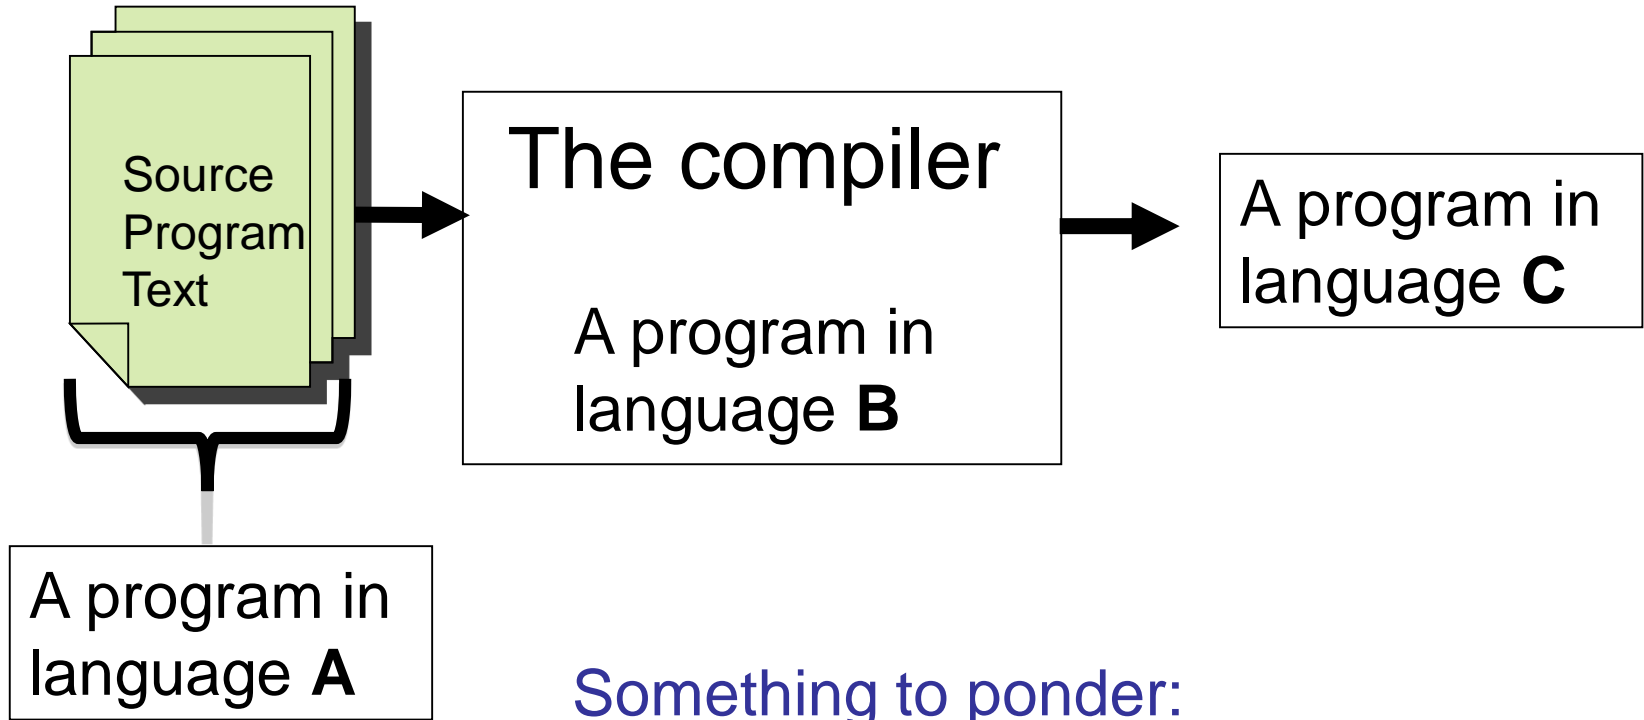 Source
Program
Text
The compiler
A program in
language B
A program in
language C
A program in
language A
Something to ponder: